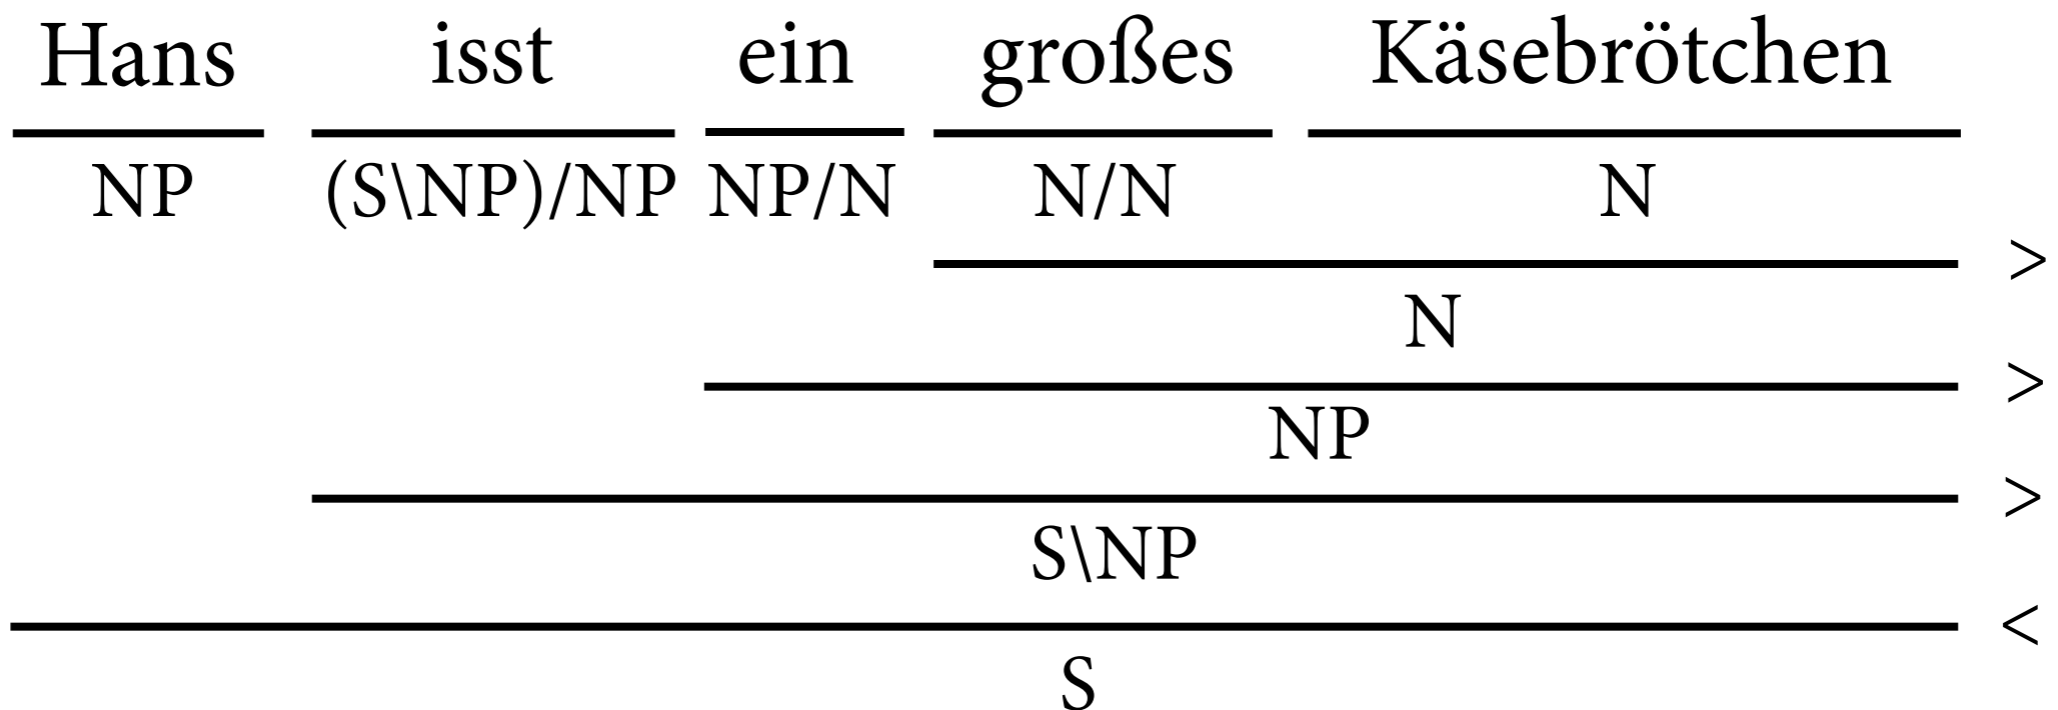 Hans isst ein großes Käsebrötchen
NP (S\NP)/NP NP/N N/N N
>
N
>
NP
>
S\NP
<
S